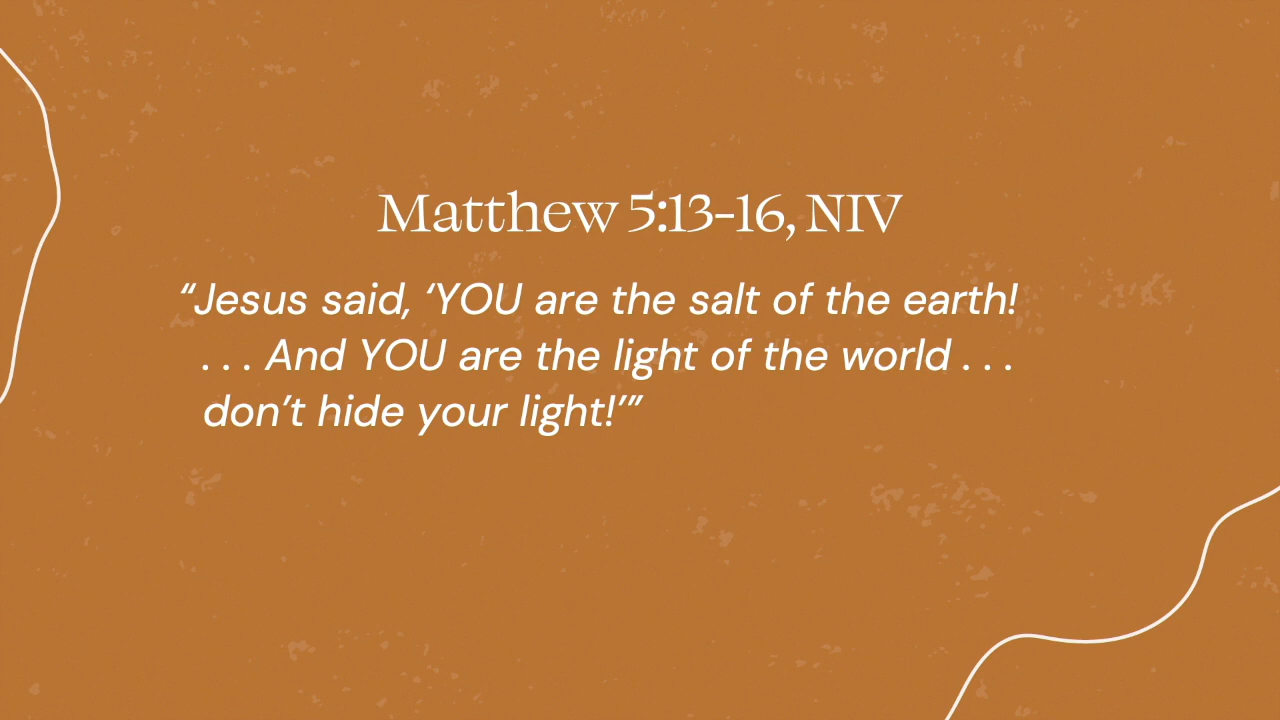 Matthew 5:13-16, NIV
“Jesus said, ‘YOU are the salt of the earth!
. . . And YOU are the light of the world . . .
don’t hide your light!’”